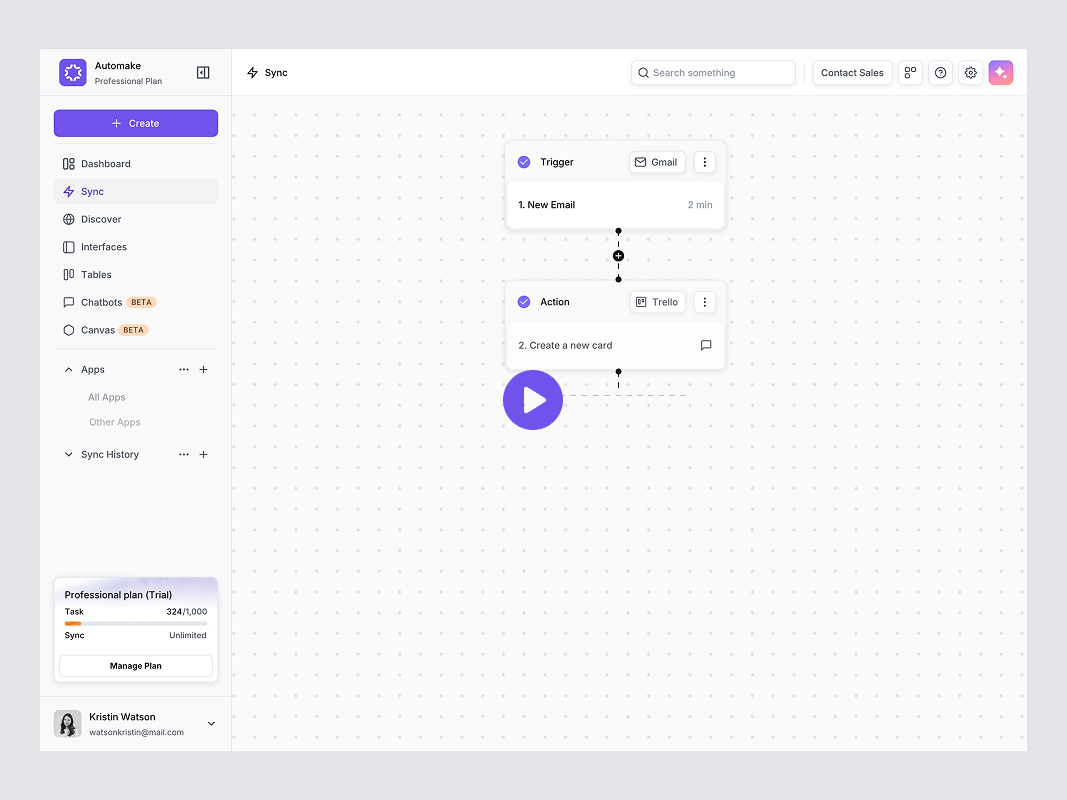 Automake
Professional Plan
Create
Dashboard
Sync
Discover
Interfaces
Tables
Chatbots BETA
Canvas BETA
Apps
All Apps
Other Apps
Sync History
Professional plan (Trial)
Task 324/1,000
Sync Unlimited
Manage Plan
Kristin Watson
watsonkristin@mail.com
Sync
Search something
Contact Sales
Trigger Gmail
1. New Email 2 min
Action Trello
2. Create a new card